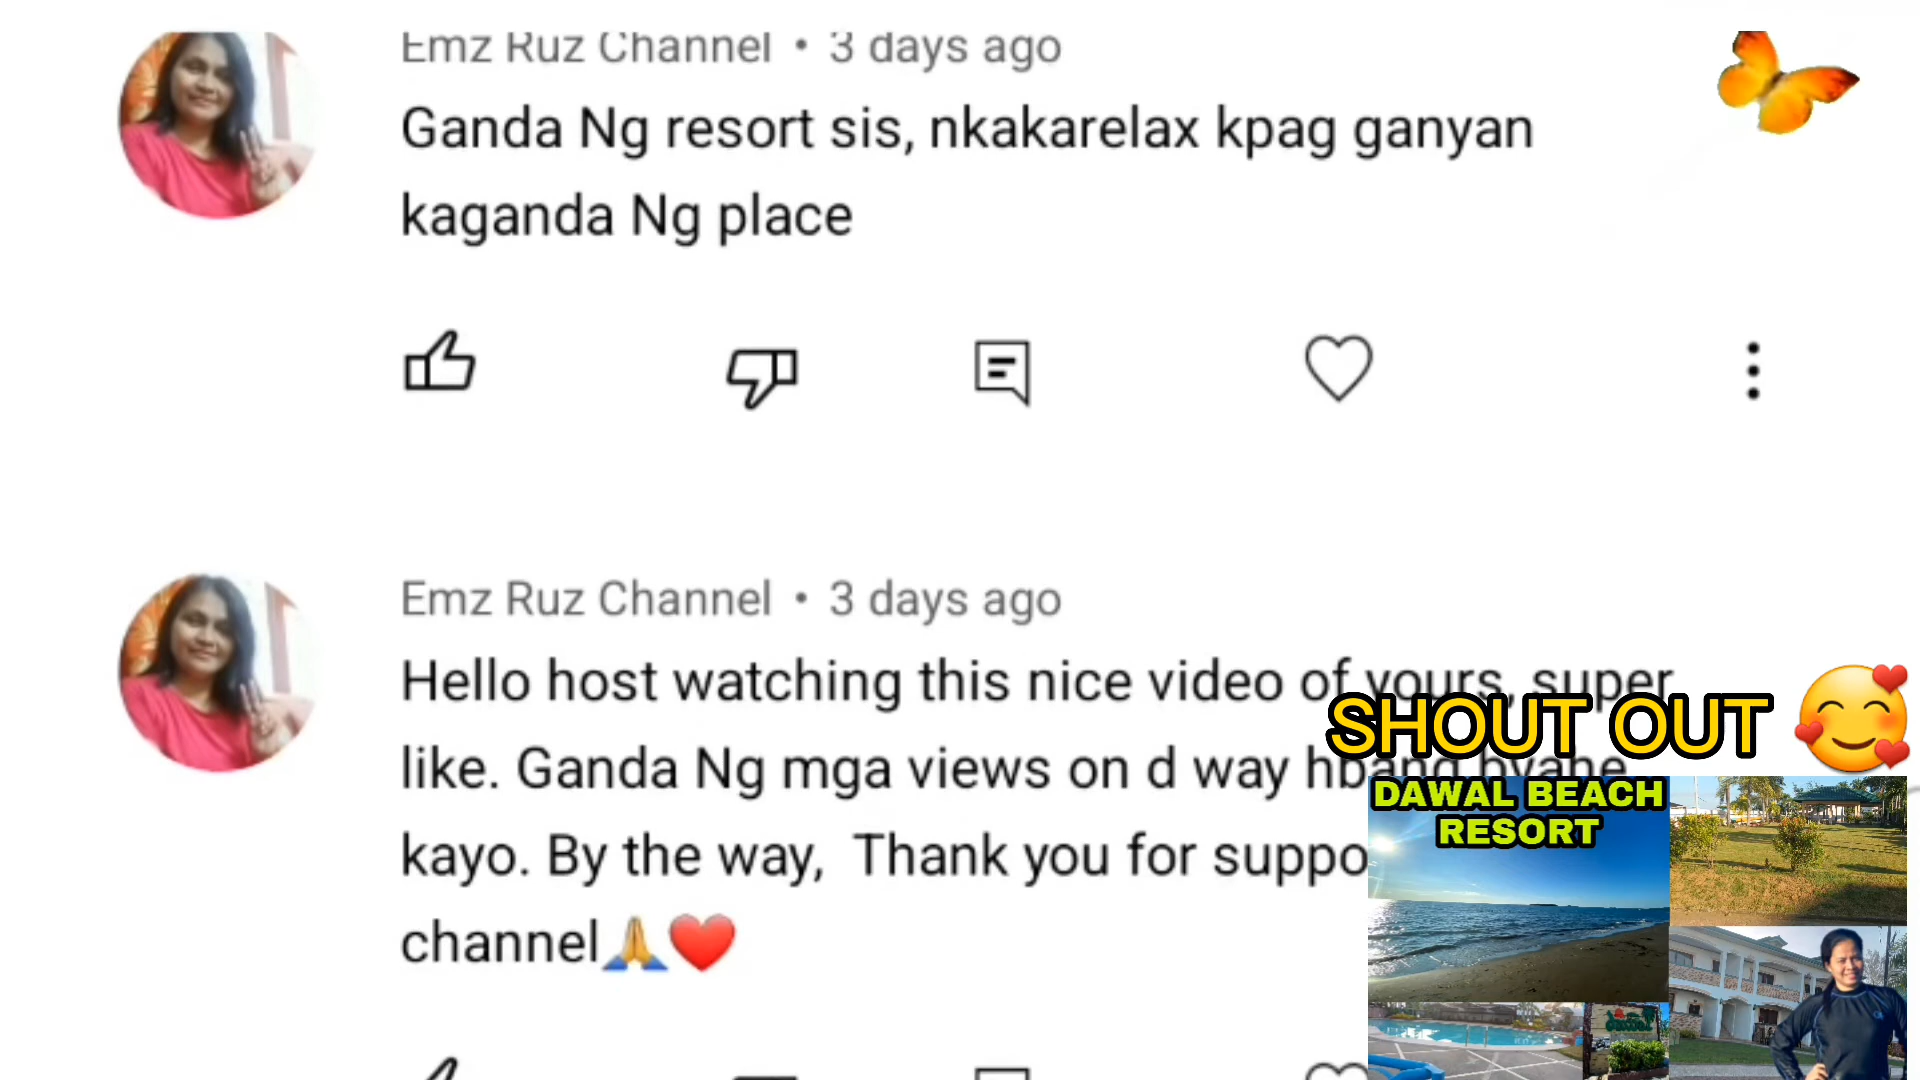 Emz Ruz Channel • 3 days ago
Ganda Ng resort sis, nkakarelax kpag ganyan
kaganda Ng place
Emz Ruz Channel • 3 days ago
Hello host watching this nice video of yours, super
like. Ganda Ng mga views on d way hbang byahe
kayo. By the way, Thank you for suppo
channel🙏❤️
SHOUT OUT 🥰
DAWAL BEACH
RESORT